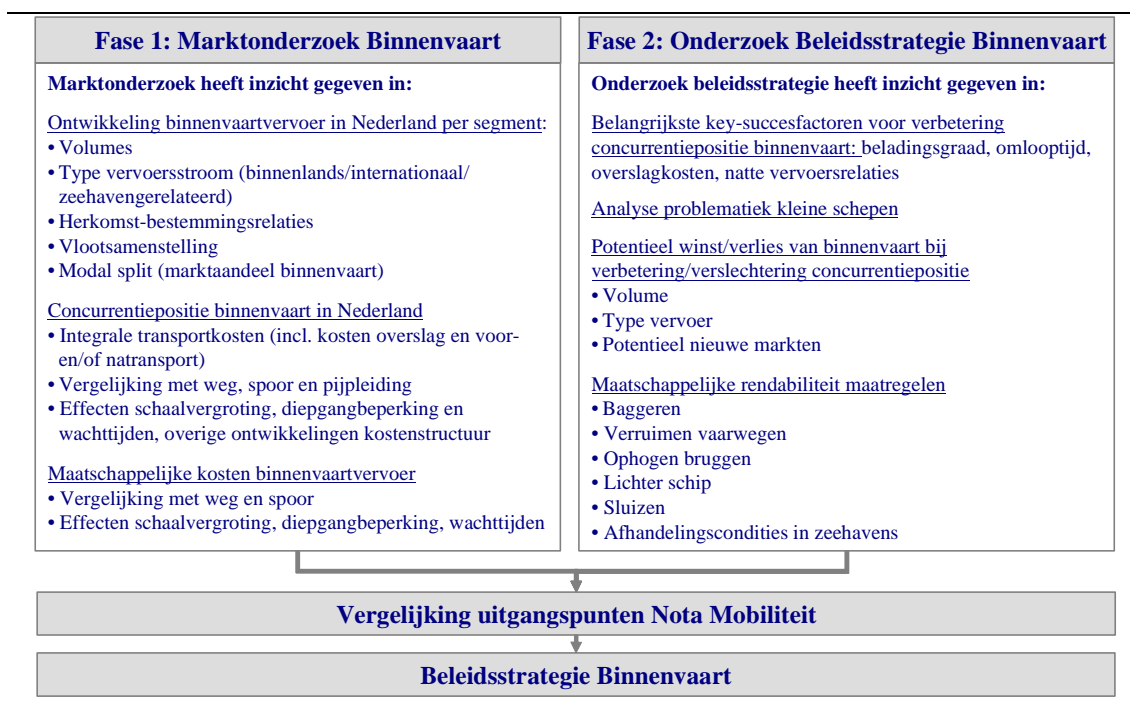 Fase 1: Marktonderzoek Binnenvaart
Marktonderzoek heeft inzicht gegeven in:
Ontwikkeling binnenvaartvervoer in Nederland per segment:
• Volumes
• Type vervoersstroom (binnenlands/internationaal/
zeehavengerelateerd)
• Herkomst-bestemmingsrelaties
• Vlootsamenstelling
• Modal split (marktaandeel binnenvaart)
Concurrentiepositie binnenvaart in Nederland
• Integrale transportkosten (incl. kosten overslag en voor-
en/of natransport)
• Vergelijking met weg, spoor en pijpleiding
• Effecten schaalvergroting, diepgangbeperking en
wachttijden, overige ontwikkelingen kostenstructuur
Maatschappelijke kosten binnenvaartvervoer
• Vergelijking met weg en spoor
• Effecten schaalvergroting, diepgangbeperking, wachttijden
Fase 2: Onderzoek Beleidsstrategie Binnenvaart
Onderzoek beleidsstrategie heeft inzicht gegeven in:
Belangrijkste key-succesfactoren voor verbetering
concurrentiepositie binnenvaart: beladingsgraad, omlooptijd,
overslagkosten, natte vervoersrelaties
Analyse problematiek kleine schepen
Potentieel winst/verlies van binnenvaart bij
verbetering/verslechtering concurrentiepositie
• Volume
• Type vervoer
• Potentieel nieuwe markten
Maatschappelijke rendabiliteit maatregelen
• Baggeren
• Verruimen vaarwegen
• Ophogen bruggen
• Lichter schip
• Sluizen
• Afhandelingscondities in zeehavens
Vergelijking uitgangspunten Nota Mobiliteit
Beleidsstrategie Binnenvaart